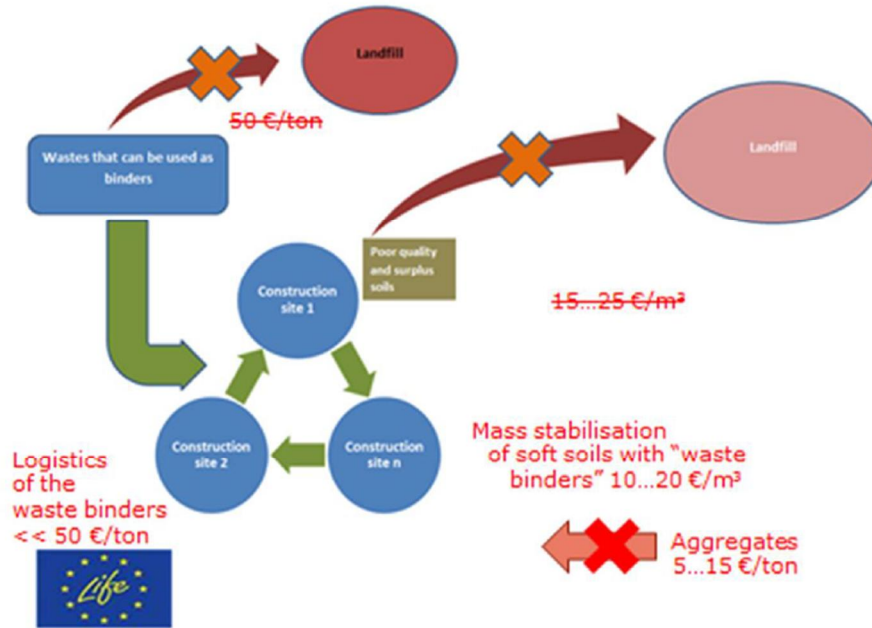 Landfill
50 €/ton
Wastes that can be used as
binders
Landfill
Poor quality
and surplus
soils
Construction
site 1
15...25 €/m³
Construction
site 2
Construction
site n
Mass stabilisation
of soft soils with “waste
binders” 10...20 €/m³
Logistics
of the
waste binders
<< 50 €/ton
Aggregates
5...15 €/ton
Life